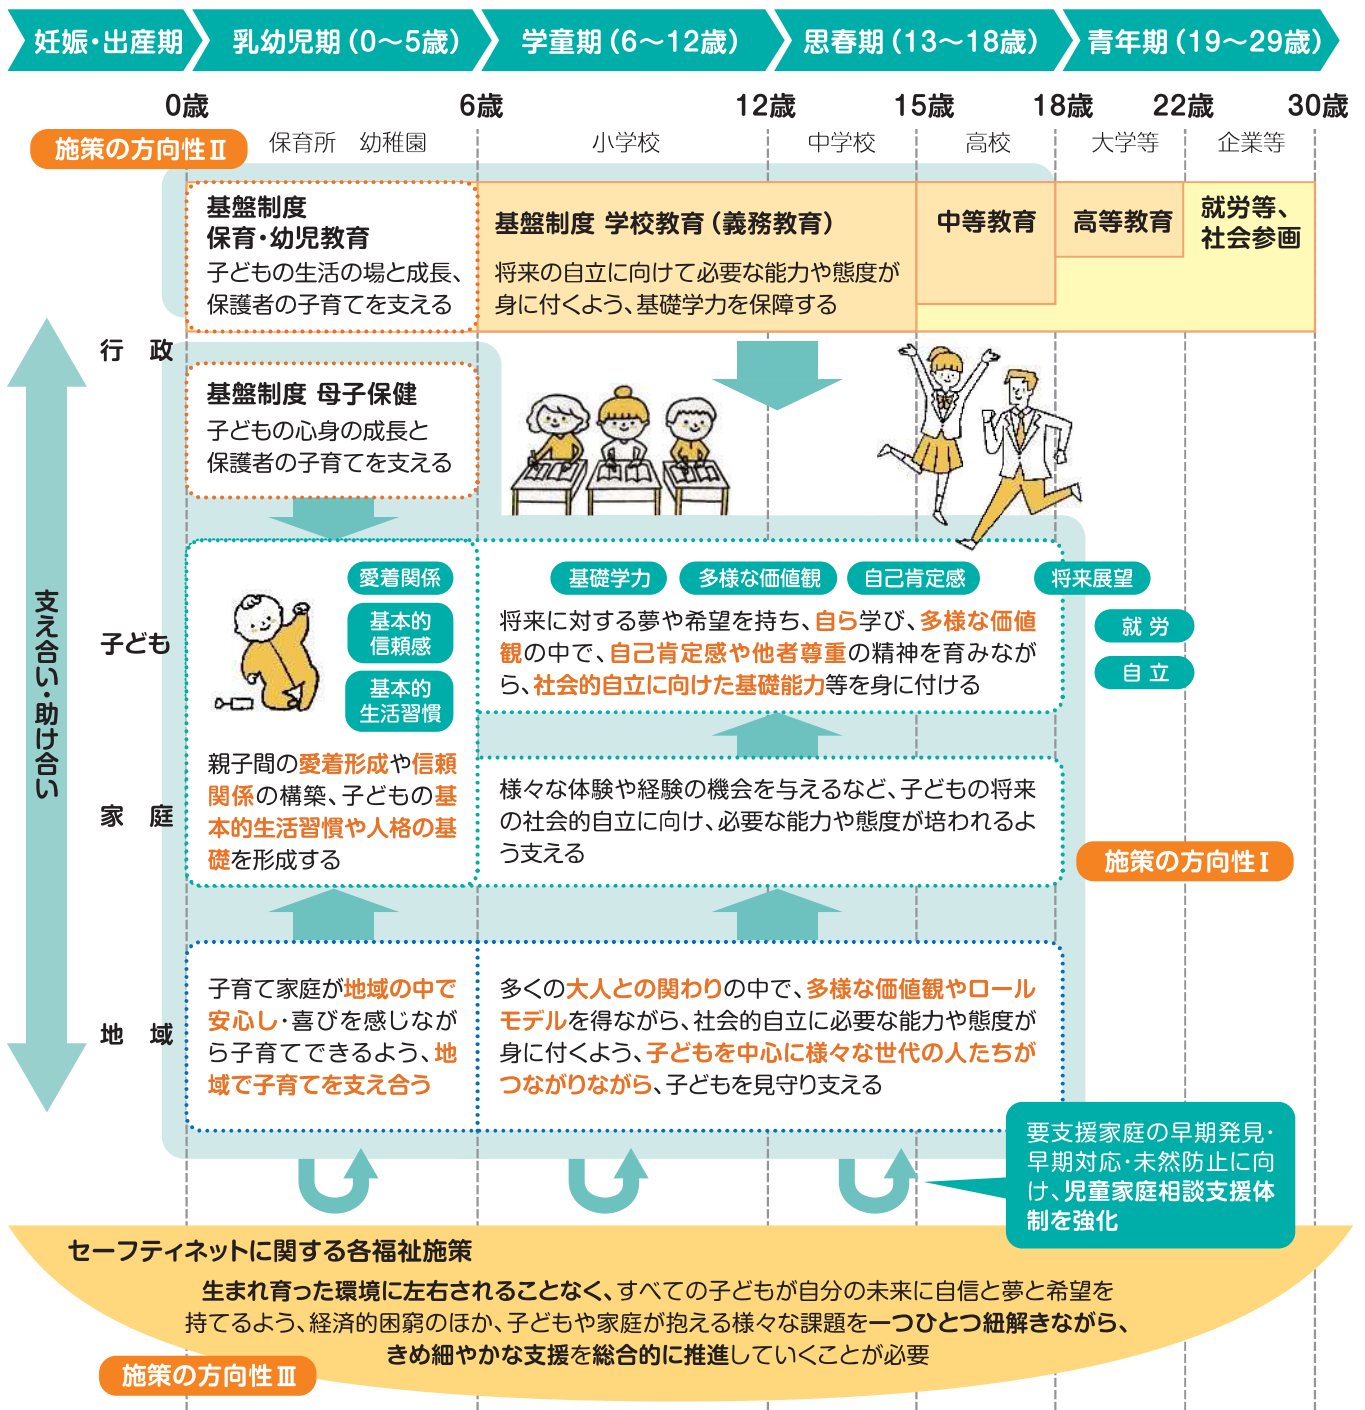 妊娠・出産期
乳幼児期（0～5歳）
学童期（6～12歳）
思春期（13～18歳）
青年期（19～29歳）
0歳
6歳
12歳
15歳
18歳
22歳
30歳
施策の方向性Ⅱ
保育所
幼稚園
小学校
中学校
高校
大学等
企業等
基盤制度
保育・幼児教育
子どもの生活の場と成長、
保護者の子育てを支える
基盤制度 学校教育（義務教育）
将来の自立に向けて必要な能力や態度が
身に付くよう、基礎学力を保障する
中等教育
高等教育
就労等、
社会参画
行　政
基盤制度 母子保健
子どもの心身の成長と
保護者の子育てを支える
支え合い・助け合い
子ども
愛着関係
基本的
信頼感
基本的
生活習慣
親子間の愛着形成や信頼
関係の構築、子どもの基
本的生活習慣や人格の基
礎を形成する
基礎学力
多様な価値観
自己肯定感
将来展望
就 労
自 立
将来に対する夢や希望を持ち、自ら学び、多様な価値
観の中で、自己肯定感や他者尊重の精神を育みなが
ら、社会的自立に向けた基礎能力等を身に付ける
家　庭
様々な体験や経験の機会を与えるなど、子どもの将来
の社会的自立に向け、必要な能力や態度が培われるよ
う支える
施策の方向性Ⅰ
地　域
子育て家庭が地域の中で
安心し・喜びを感じなが
ら子育てできるよう、地
域で子育てを支え合う
多くの大人との関わりの中で、多様な価値観やロール
モデルを得ながら、社会的自立に必要な能力や態度が
身に付くよう、子どもを中心に様々な世代の人たちが
つながりながら、子どもを見守り支える
要支援家庭の早期発見・
早期対応・未然防止に向
け、児童家庭相談支援体
制を強化
セーフティネットに関する各福祉施策
生まれ育った環境に左右されることなく、すべての子どもが自分の未来に自信と夢と希望を
持てるよう、経済的困窮のほか、子どもや家庭が抱える様々な課題を一つひとつ紐解きながら、
きめ細やかな支援を総合的に推進していくことが必要
施策の方向性Ⅲ